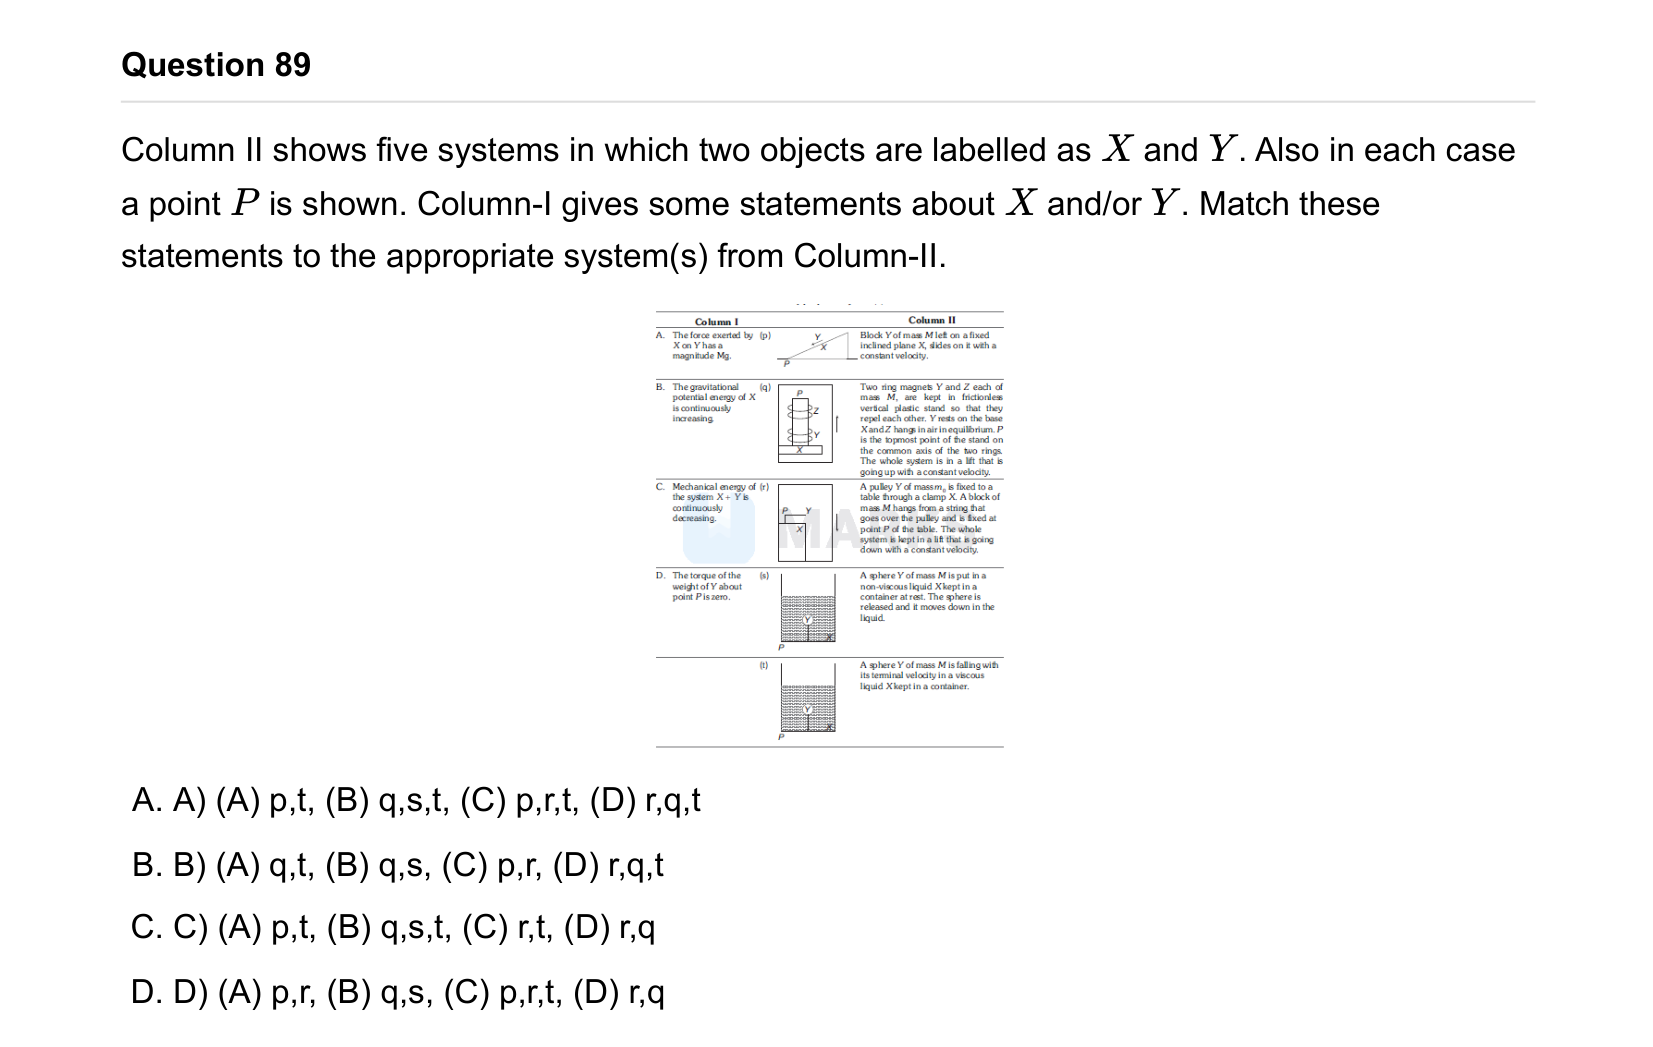 Question 89
Column II shows five systems in which two objects are labelled as X and Y. Also in each case
a point P is shown. Column-I gives some statements about X and/or Y. Match these
statements to the appropriate system(s) from Column-II.
Column I
Column II
A. The force exerted by X on Y has a magnitude Mg.
(p)
Y
X
P
Block Y of mass M left on a fixed
inclined plane X, slides on it with a
constant velocity.
B. The gravitational
potential energy of X
is continuously
increasing.
(q)
P
Z
Y
X
Two ring magnets Y and Z each of
mass M, are kept in frictionless
vertical plastic stand so that they
repel each other. Y rests on the base
X and Z hangs in air in equilibrium. P
is the topmost point of the stand on
the common axis of the two rings.
The whole system is in a lift that is
going up with a constant velocity.
C. Mechanical energy of
the system X + Y is
continuously
decreasing.
(r)
P
Y
X
A pulley Y of mass m₀ is fixed to a
table through a clamp X. A block of
mass M hangs from a string that
goes over the pulley and is fixed at
point P of the table. The whole
system is kept in a lift that is going
down with a constant velocity.
D. The torque of the
weight of Y about
point P is zero.
(s)
Y
X
P
A sphere Y of mass M is put in a
non-viscous liquid X kept in a
container at rest. The sphere is
released and it moves down in the
liquid.
(t)
Y
X
P
A sphere Y of mass M is falling with
its terminal velocity in a viscous
liquid X kept in a container.
A. A) (A) p,t, (B) q,s,t, (C) p,r,t, (D) r,q,t
B. B) (A) q,t, (B) q,s, (C) p,r, (D) r,q,t
C. C) (A) p,t, (B) q,s,t, (C) r,t, (D) r,q
D. D) (A) p,r, (B) q,s, (C) p,r,t, (D) r,q